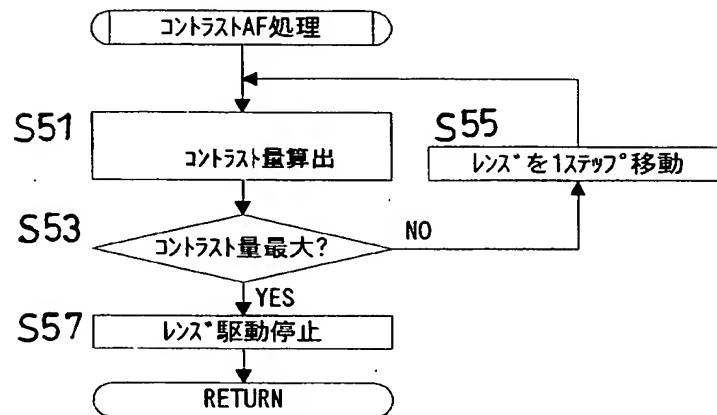 コントラストAF処理
S51
コントラスト量算出
S55
レンズを1ステップ移動
S53
コントラスト量最大?
NO
YES
S57
レンズ駆動停止
RETURN